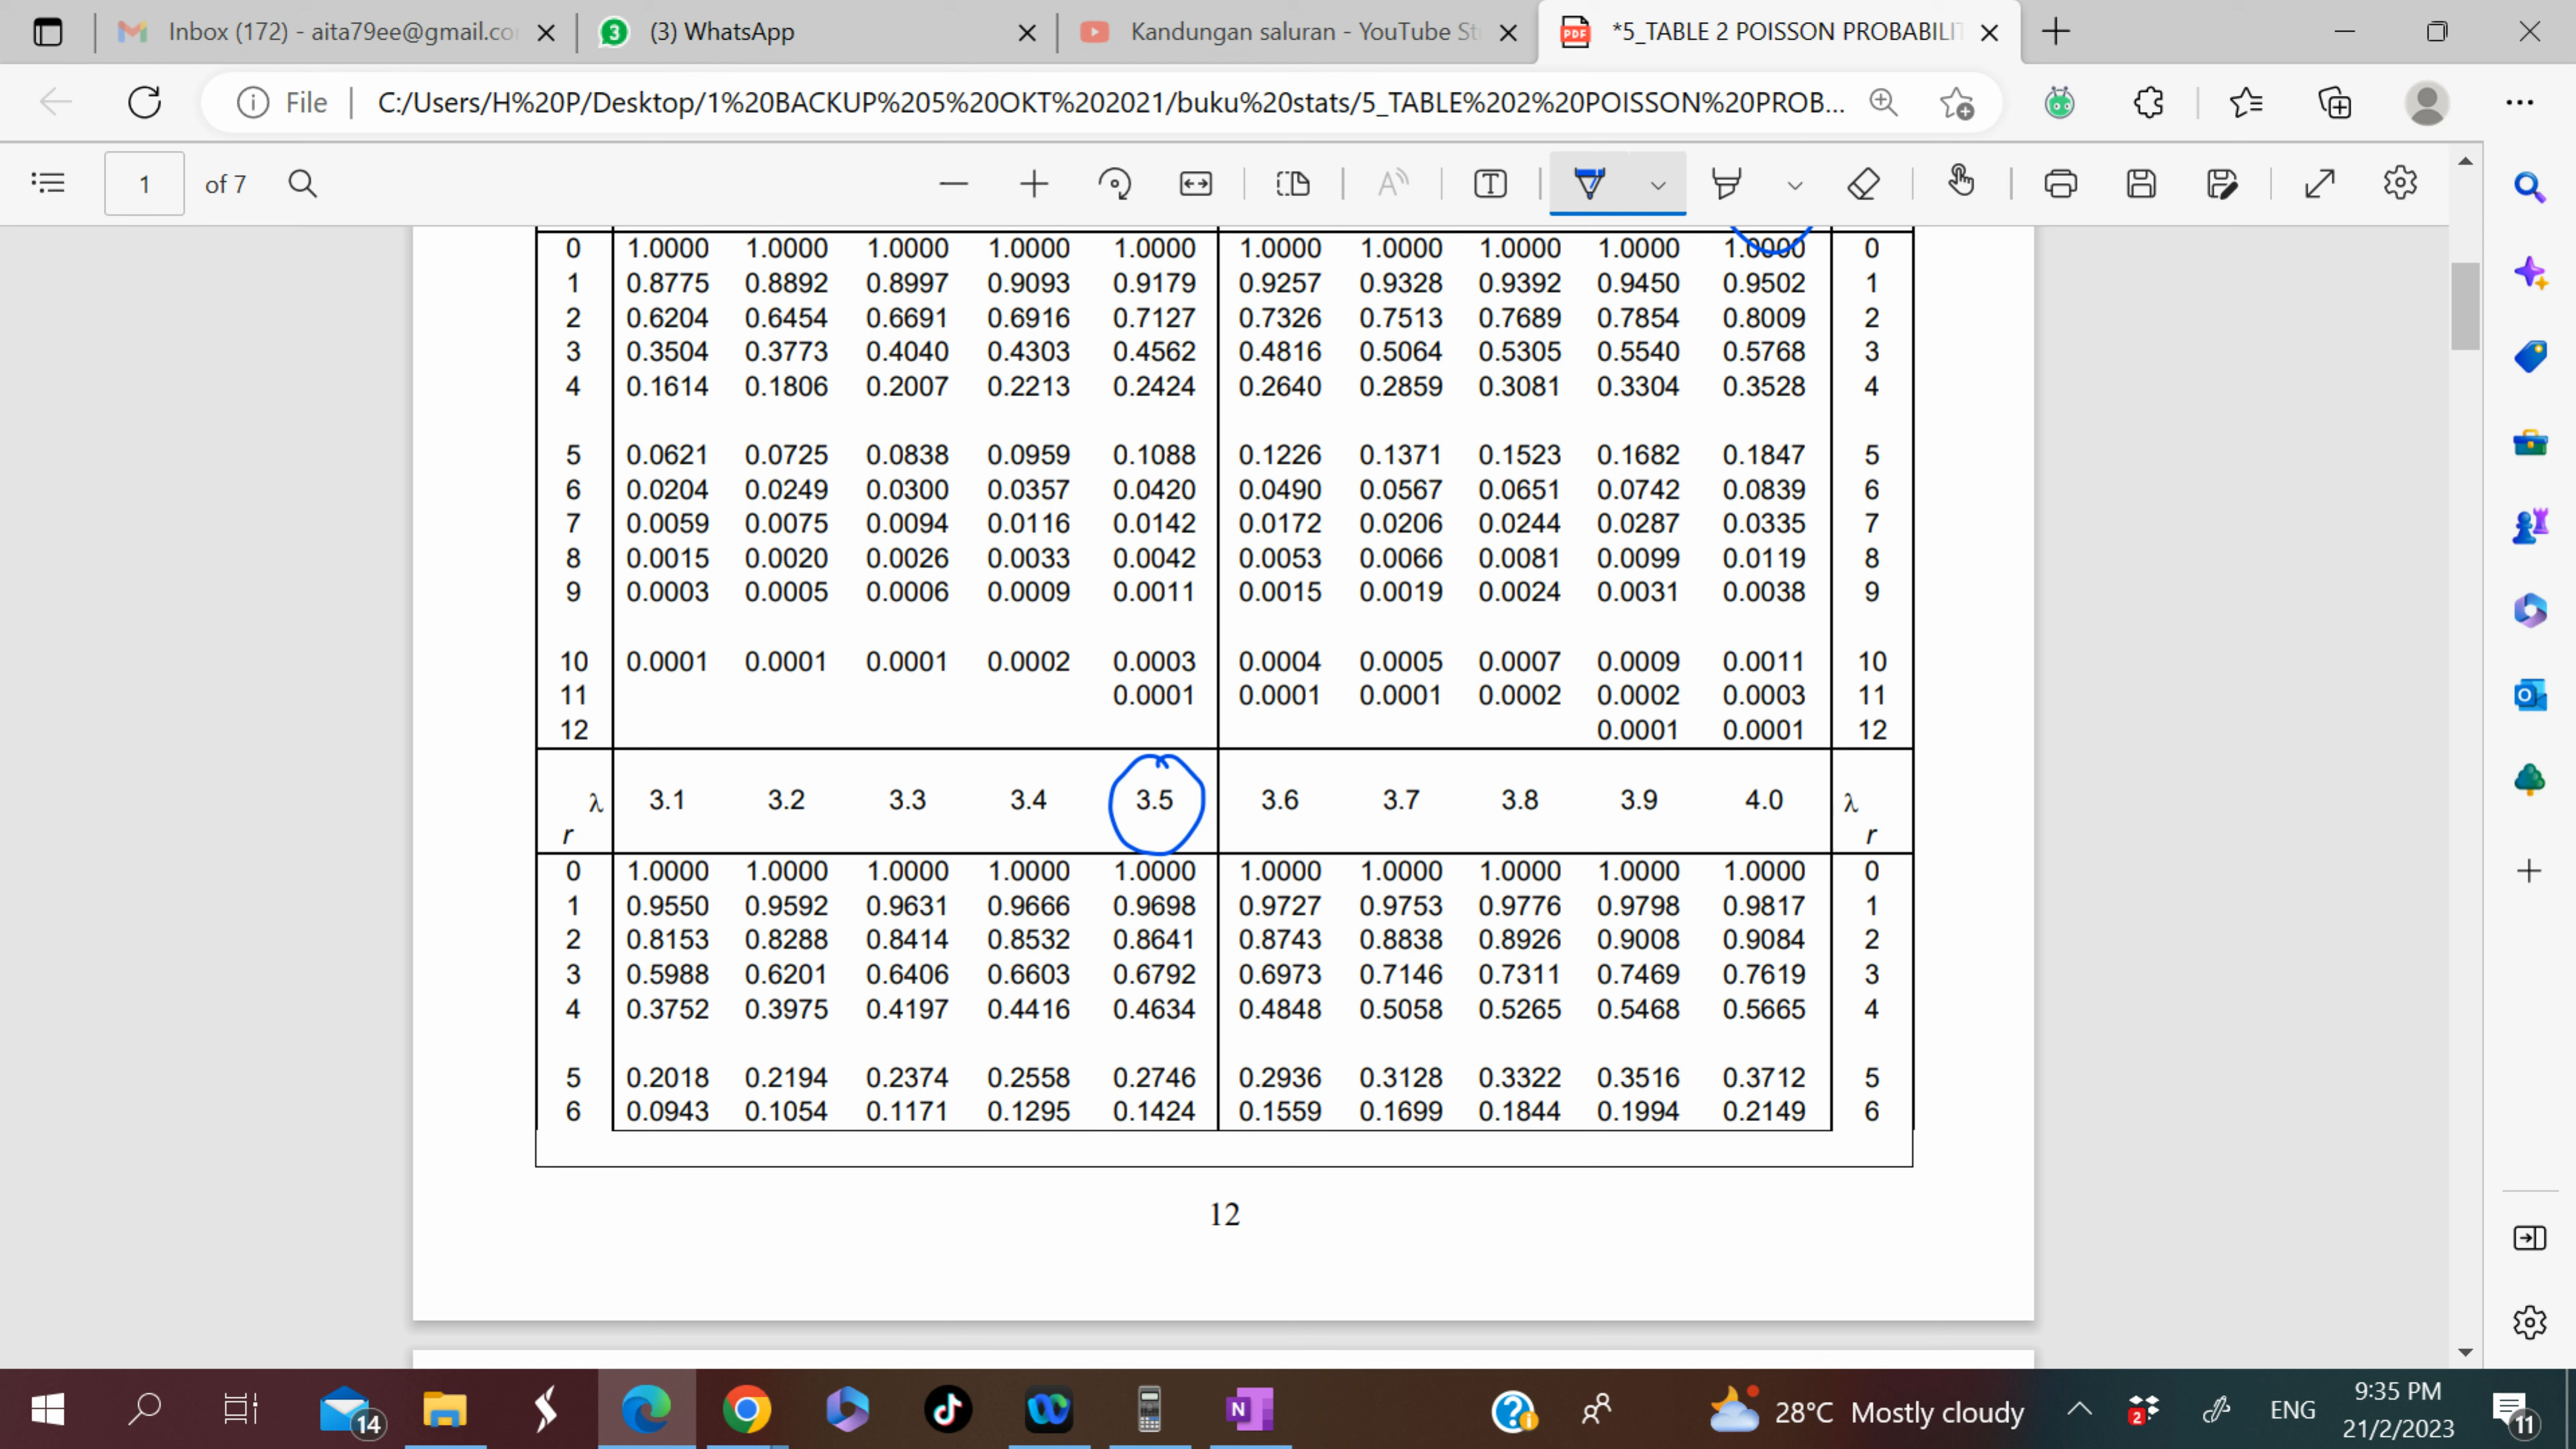 Inbox (172) - aita79ee@gmail.co
(3) WhatsApp
Kandungan saluran - YouTube St
*5_TABLE 2 POISSON PROBABILIT
File
C:/Users/H%20P/Desktop/1%20BACKUP%205%20OKT%202021/buku%20stats/5_TABLE%202%20POISSON%20PROB...
1 of 7
0 1.0000 1.0000 1.0000 1.0000 1.0000 1.0000 1.0000 1.0000 1.0000 1.0000 0
1 0.8775 0.8892 0.8997 0.9093 0.9179 0.9257 0.9328 0.9392 0.9450 0.9502 1
2 0.6204 0.6454 0.6691 0.6916 0.7127 0.7326 0.7513 0.7689 0.7854 0.8009 2
3 0.3504 0.3773 0.4040 0.4303 0.4562 0.4816 0.5064 0.5305 0.5540 0.5768 3
4 0.1614 0.1806 0.2007 0.2213 0.2424 0.2640 0.2859 0.3081 0.3304 0.3528 4
5 0.0621 0.0725 0.0838 0.0959 0.1088 0.1226 0.1371 0.1523 0.1682 0.1847 5
6 0.0204 0.0249 0.0300 0.0357 0.0420 0.0490 0.0567 0.0651 0.0742 0.0839 6
7 0.0059 0.0075 0.0094 0.0116 0.0142 0.0172 0.0206 0.0244 0.0287 0.0335 7
8 0.0015 0.0020 0.0026 0.0033 0.0042 0.0053 0.0066 0.0081 0.0099 0.0119 8
9 0.0003 0.0005 0.0006 0.0009 0.0011 0.0015 0.0019 0.0024 0.0031 0.0038 9
10 0.0001 0.0001 0.0001 0.0002 0.0003 0.0004 0.0005 0.0007 0.0009 0.0011 10
11 0.0001 0.0001 0.0001 0.0002 0.0002 0.0003 11
12 0.0001 0.0001 12
λ 3.1 3.2 3.3 3.4 3.5 3.6 3.7 3.8 3.9 4.0 λ
r r
0 1.0000 1.0000 1.0000 1.0000 1.0000 1.0000 1.0000 1.0000 1.0000 1.0000 0
1 0.9550 0.9592 0.9631 0.9666 0.9698 0.9727 0.9753 0.9776 0.9798 0.9817 1
2 0.8153 0.8288 0.8414 0.8532 0.8641 0.8743 0.8838 0.8926 0.9008 0.9084 2
3 0.5988 0.6201 0.6406 0.6603 0.6792 0.6973 0.7146 0.7311 0.7469 0.7619 3
4 0.3752 0.3975 0.4197 0.4416 0.4634 0.4848 0.5058 0.5265 0.5468 0.5665 4
5 0.2018 0.2194 0.2374 0.2558 0.2746 0.2936 0.3128 0.3322 0.3516 0.3712 5
6 0.0943 0.1054 0.1171 0.1295 0.1424 0.1559 0.1699 0.1844 0.1994 0.2149 6
12
14
28°C Mostly cloudy
2
ENG
9:35 PM
21/2/2023
11